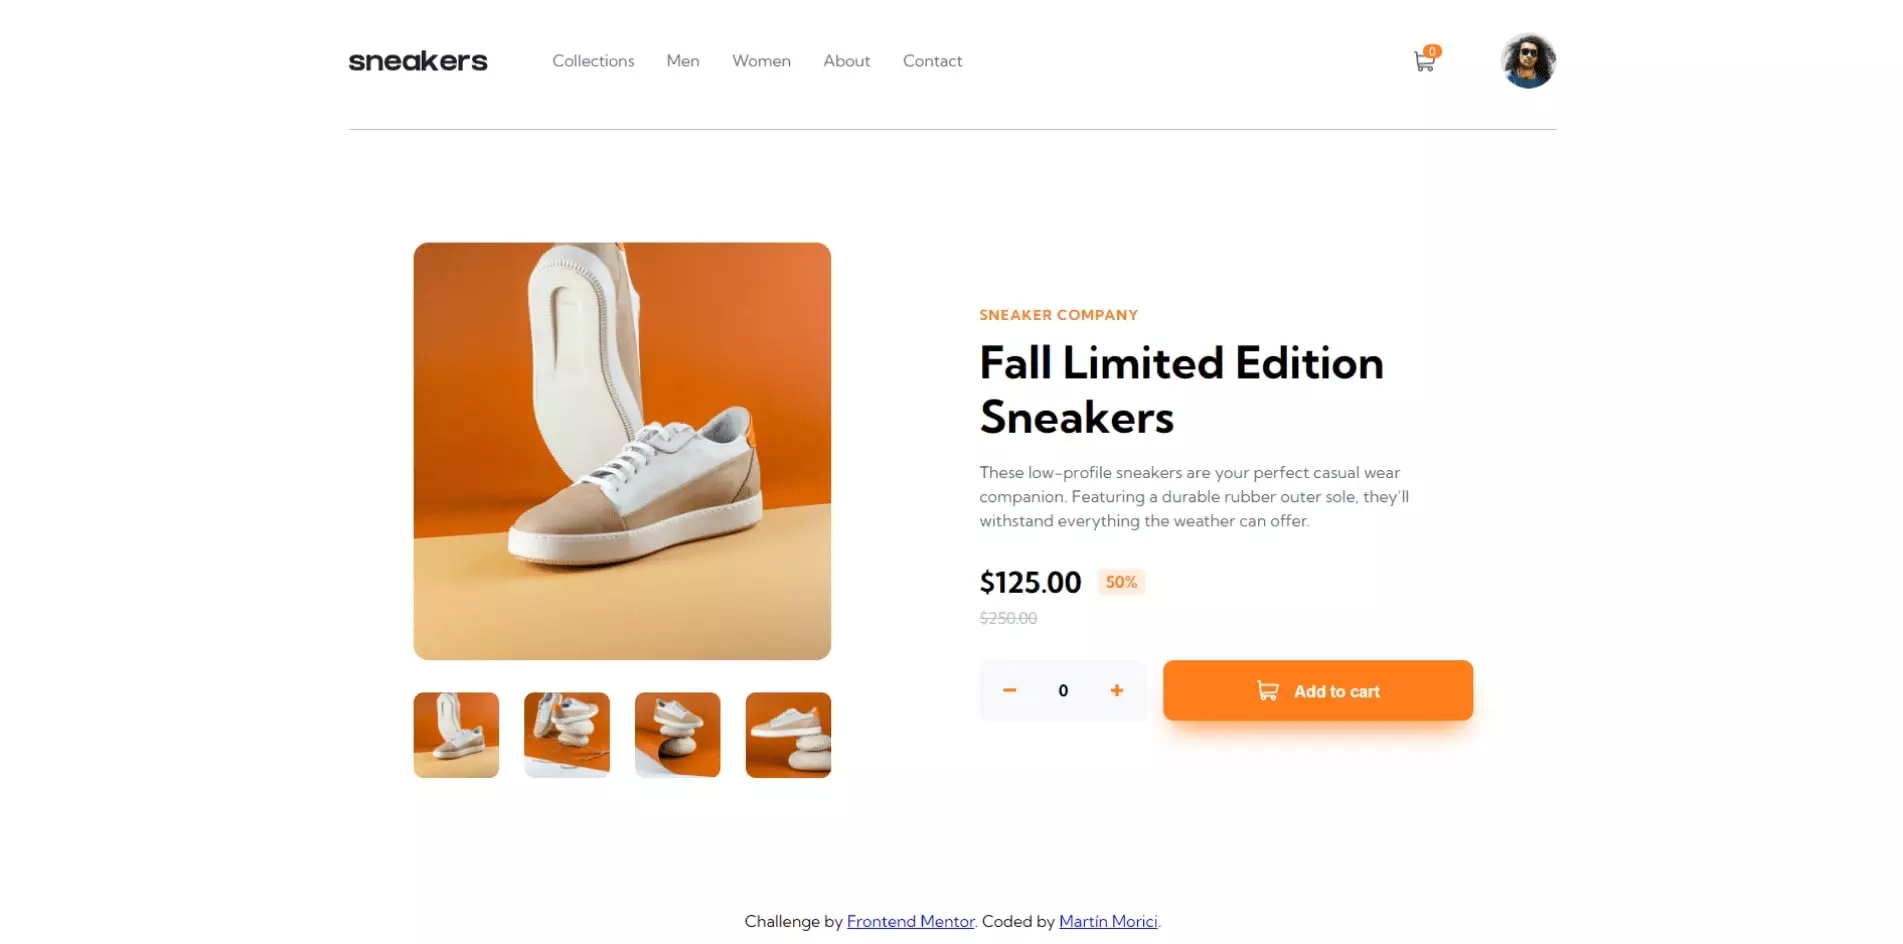 sneakers
Collections Men Women About Contact
0
SNEAKER COMPANY
Fall Limited Edition
Sneakers
These low-profile sneakers are your perfect casual wear
companion. Featuring a durable rubber outer sole, they'll
withstand everything the weather can offer.
$125.00 50%
$250.00
− 0 + Add to cart
Challenge by Frontend Mentor. Coded by Martín Morici.